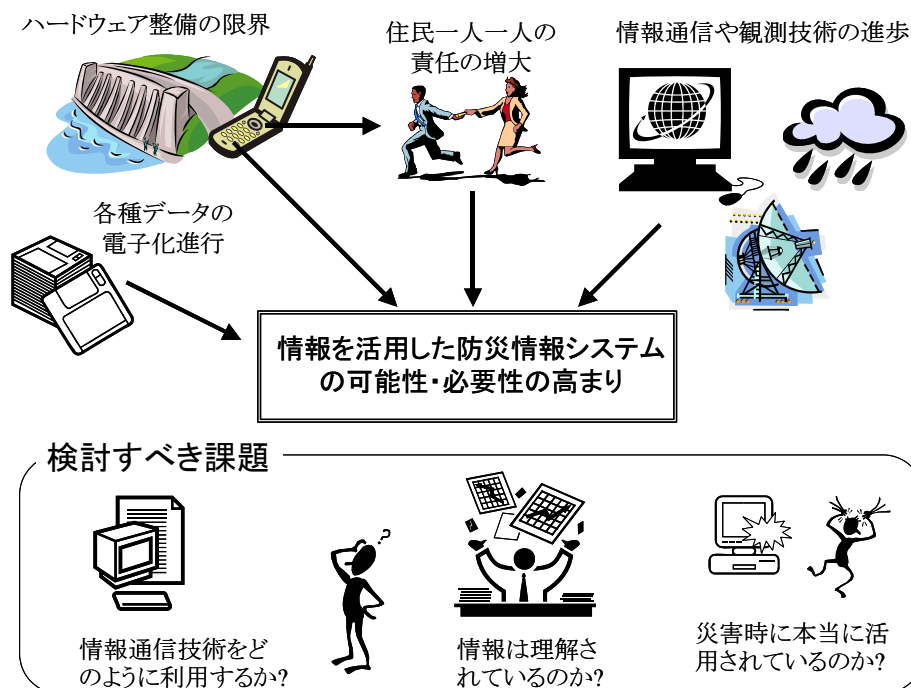 ハードウェア整備の限界
住民一人一人の
責任の増大
情報通信や観測技術の進歩
各種データの
電子化進行
情報を活用した防災情報システム
の可能性・必要性の高まり
検討すべき課題
?
情報通信技術をど
のように利用するか?
情報は理解さ
れているのか?
災害時に本当に活
用されているのか?